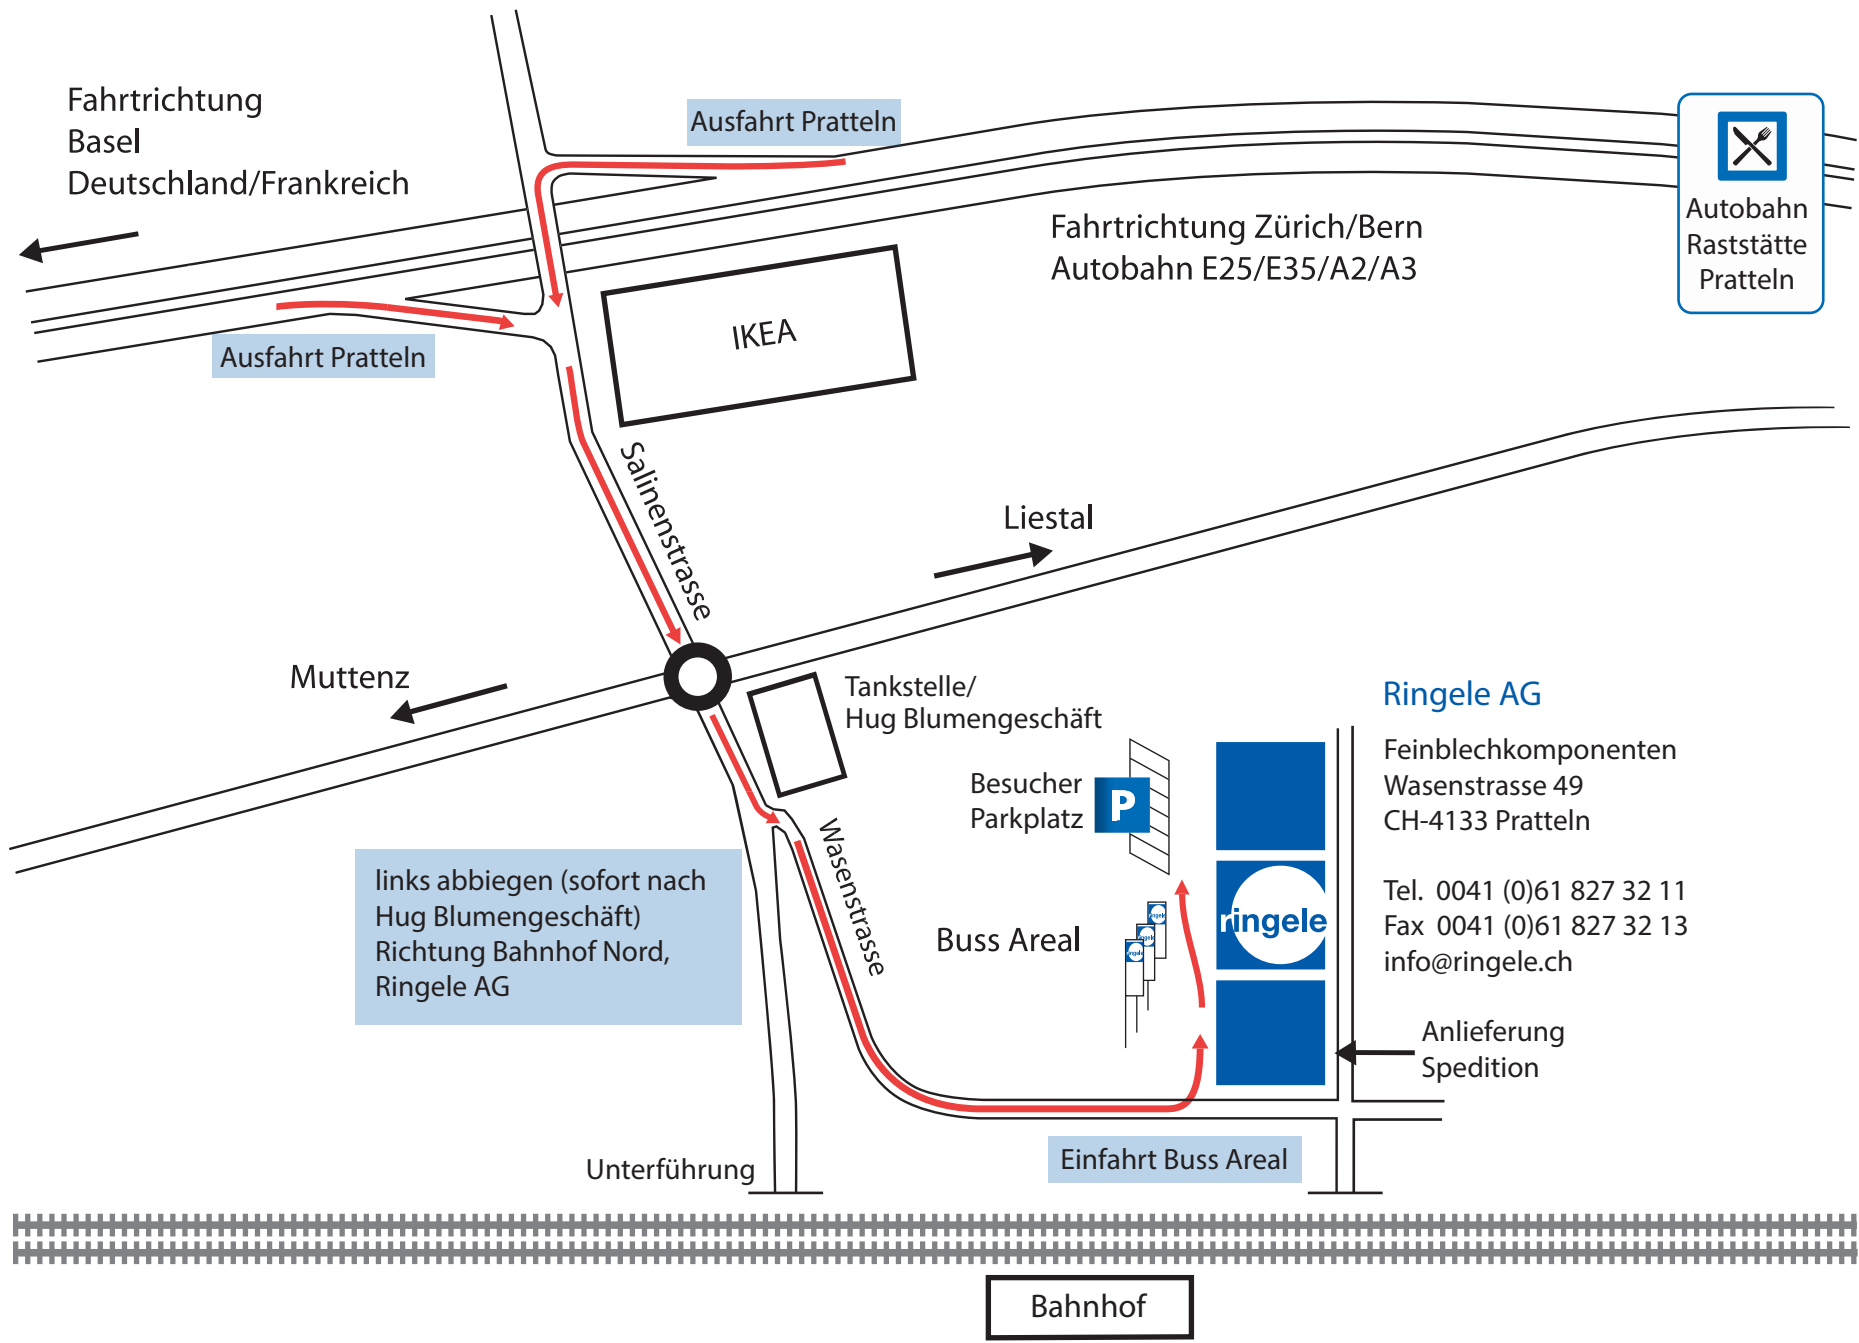 Fahrtrichtung
Basel
Deutschland/Frankreich
Ausfahrt Pratteln
Autobahn
Raststätte
Pratteln
Fahrtrichtung Zürich/Bern
Autobahn E25/E35/A2/A3
IKEA
Ausfahrt Pratteln
Salinenstrasse
Liestal
Muttenz
Tankstelle/
Hug Blumengeschäft
Ringele AG
Feinblechkomponenten
Wasenstrasse 49
CH-4133 Pratteln
Tel. 0041 (0)61 827 32 11
Fax 0041 (0)61 827 32 13
info@ringele.ch
Besucher
Parkplatz
P
Wasenstrasse
links abbiegen (sofort nach
Hug Blumengeschäft)
Richtung Bahnhof Nord,
Ringele AG
Buss Areal
ringele
ringele
ringele
ringele
Anlieferung
Spedition
Einfahrt Buss Areal
Unterführung
Bahnhof